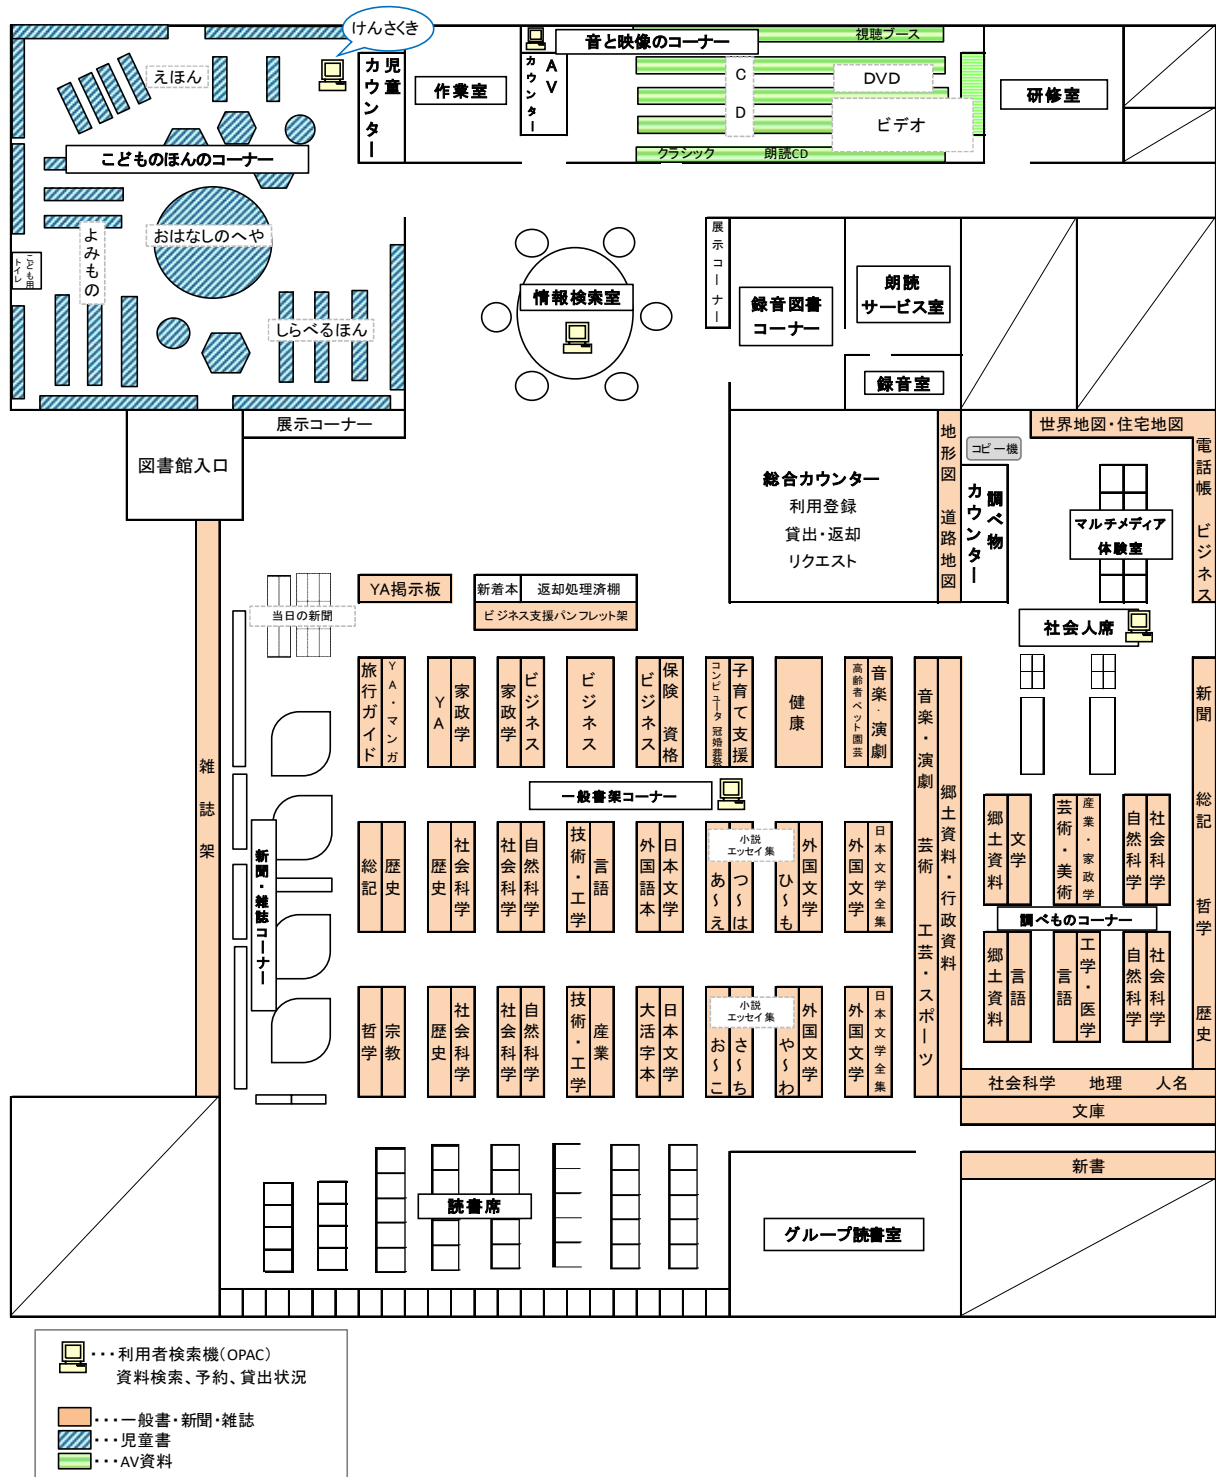 けんさくき
えほん
こどものほんのコーナー
おはなしのへや
よみもの
こども用
トイレ
しらべるほん
児童
カウンター
作業室
AV
カウンター
音と映像のコーナー
視聴ブース
CD
DVD
ビデオ
クラシック
朗読CD
研修室
展示コーナー
情報検索室
録音図書
コーナー
朗読
サービス室
録音室
展示コーナー
図書館入口
総合カウンター
利用登録
貸出・返却
リクエスト
地形図 道路地図
コピー機
調べ物
カウンター
世界地図・住宅地図
電話帳 ビジネス
マルチメディア
体験室
社会人席
YA掲示板
新着本
返却処理済棚
ビジネス支援パンフレット架
当日の新聞
雑誌架
新聞・雑誌コーナー
旅行ガイド
YA・マンガ
YA
家政学
家政学
ビジネス
ビジネス
ビジネス
保険 資格
コンピュータ 冠婚葬祭
子育て支援
健康
高齢者ペット園芸
音楽・演劇
音楽・演劇 芸術 工芸・スポーツ
郷土資料・行政資料
一般書架コーナー
総記
歴史
歴史
社会科学
社会科学
自然科学
技術・工学
言語
外国語本
日本文学
小説
エッセイ集
あ～え
つ～は
ひ～も
外国文学
外国文学
日本文学全集
哲学
宗教
歴史
社会科学
社会科学
自然科学
技術・工学
産業
大活字本
日本文学
小説
エッセイ集
お～こ
さ～ち
や～わ
外国文学
外国文学
日本文学全集
郷土資料
文学
芸術・美術
産業・家政学
自然科学
社会科学
調べものコーナー
郷土資料
言語
言語
工学・医学
自然科学
社会科学
新聞 総記 哲学 歴史
社会科学 地理 人名
文庫
新書
読書席
グループ読書室
・・・利用者検索機(OPAC)
資料検索、予約、貸出状況
・・・一般書・新聞・雑誌
・・・児童書
・・・AV資料